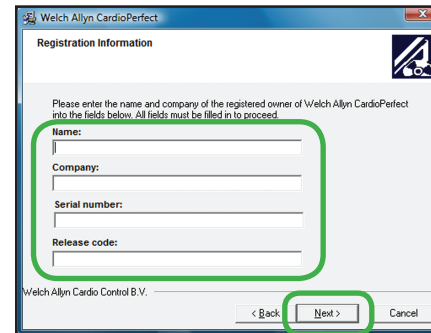 Welch Allyn CardioPerfect
Registration Information
Please enter the name and company of the registered owner of Welch Allyn CardioPerfect
into the fields below. All fields must be filled in to proceed.
Name:
Company:
Serial number:
Release code:
Welch Allyn Cardio Control B.V.
< Back
Next >
Cancel